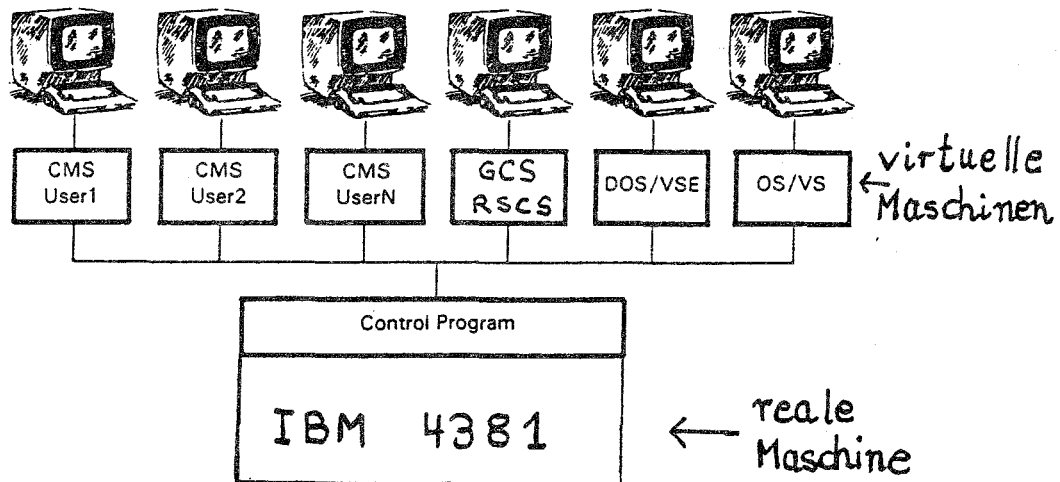 CMS
User1
CMS
User2
CMS
UserN
GCS
RSCS
DOS/VSE
OS/VS
virtuelle
Maschinen
Control Program
IBM 4381
reale
Maschine